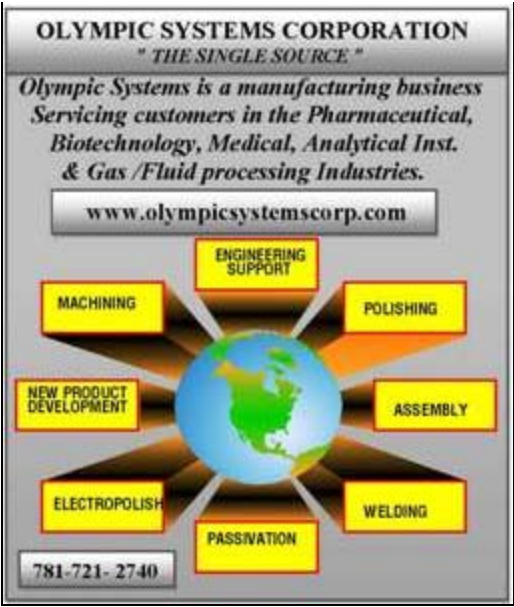 OLYMPIC SYSTEMS CORPORATION
" THE SINGLE SOURCE "
Olympic Systems is a manufacturing business
Servicing customers in the Pharmaceutical,
Biotechnology, Medical, Analytical Inst.
& Gas /Fluid processing Industries.
www.olympicsystemscorp.com
ENGINEERING
SUPPORT
MACHINING
POLISHING
NEW PRODUCT
DEVELOPMENT
ASSEMBLY
ELECTROPOLISH
WELDING
PASSIVATION
781-721- 2740